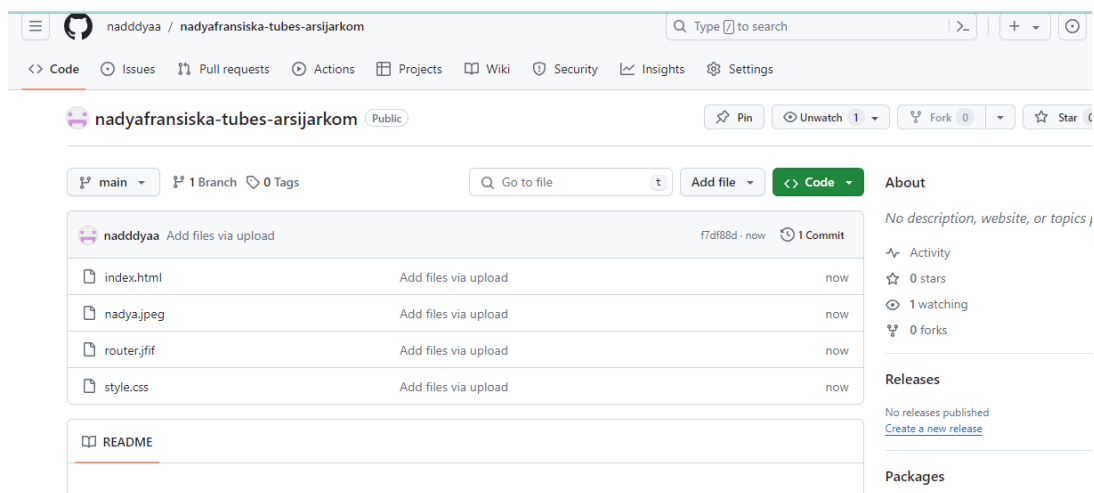 nadddyaa / nadyafransiska-tubes-arsijarkom
Type / to search
Code Issues Pull requests Actions Projects Wiki Security Insights Settings
nadyafransiska-tubes-arsijarkom Public
Pin Unwatch 1 Fork 0 Star 0
main 1 Branch 0 Tags Go to file t Add file Code
nadddyaa Add files via upload f7df88d · now 1 Commit
index.html Add files via upload now
nadya.jpeg Add files via upload now
router.jfif Add files via upload now
style.css Add files via upload now
README
About
No description, website, or topics
Activity
0 stars
1 watching
0 forks
Releases
No releases published
Create a new release
Packages